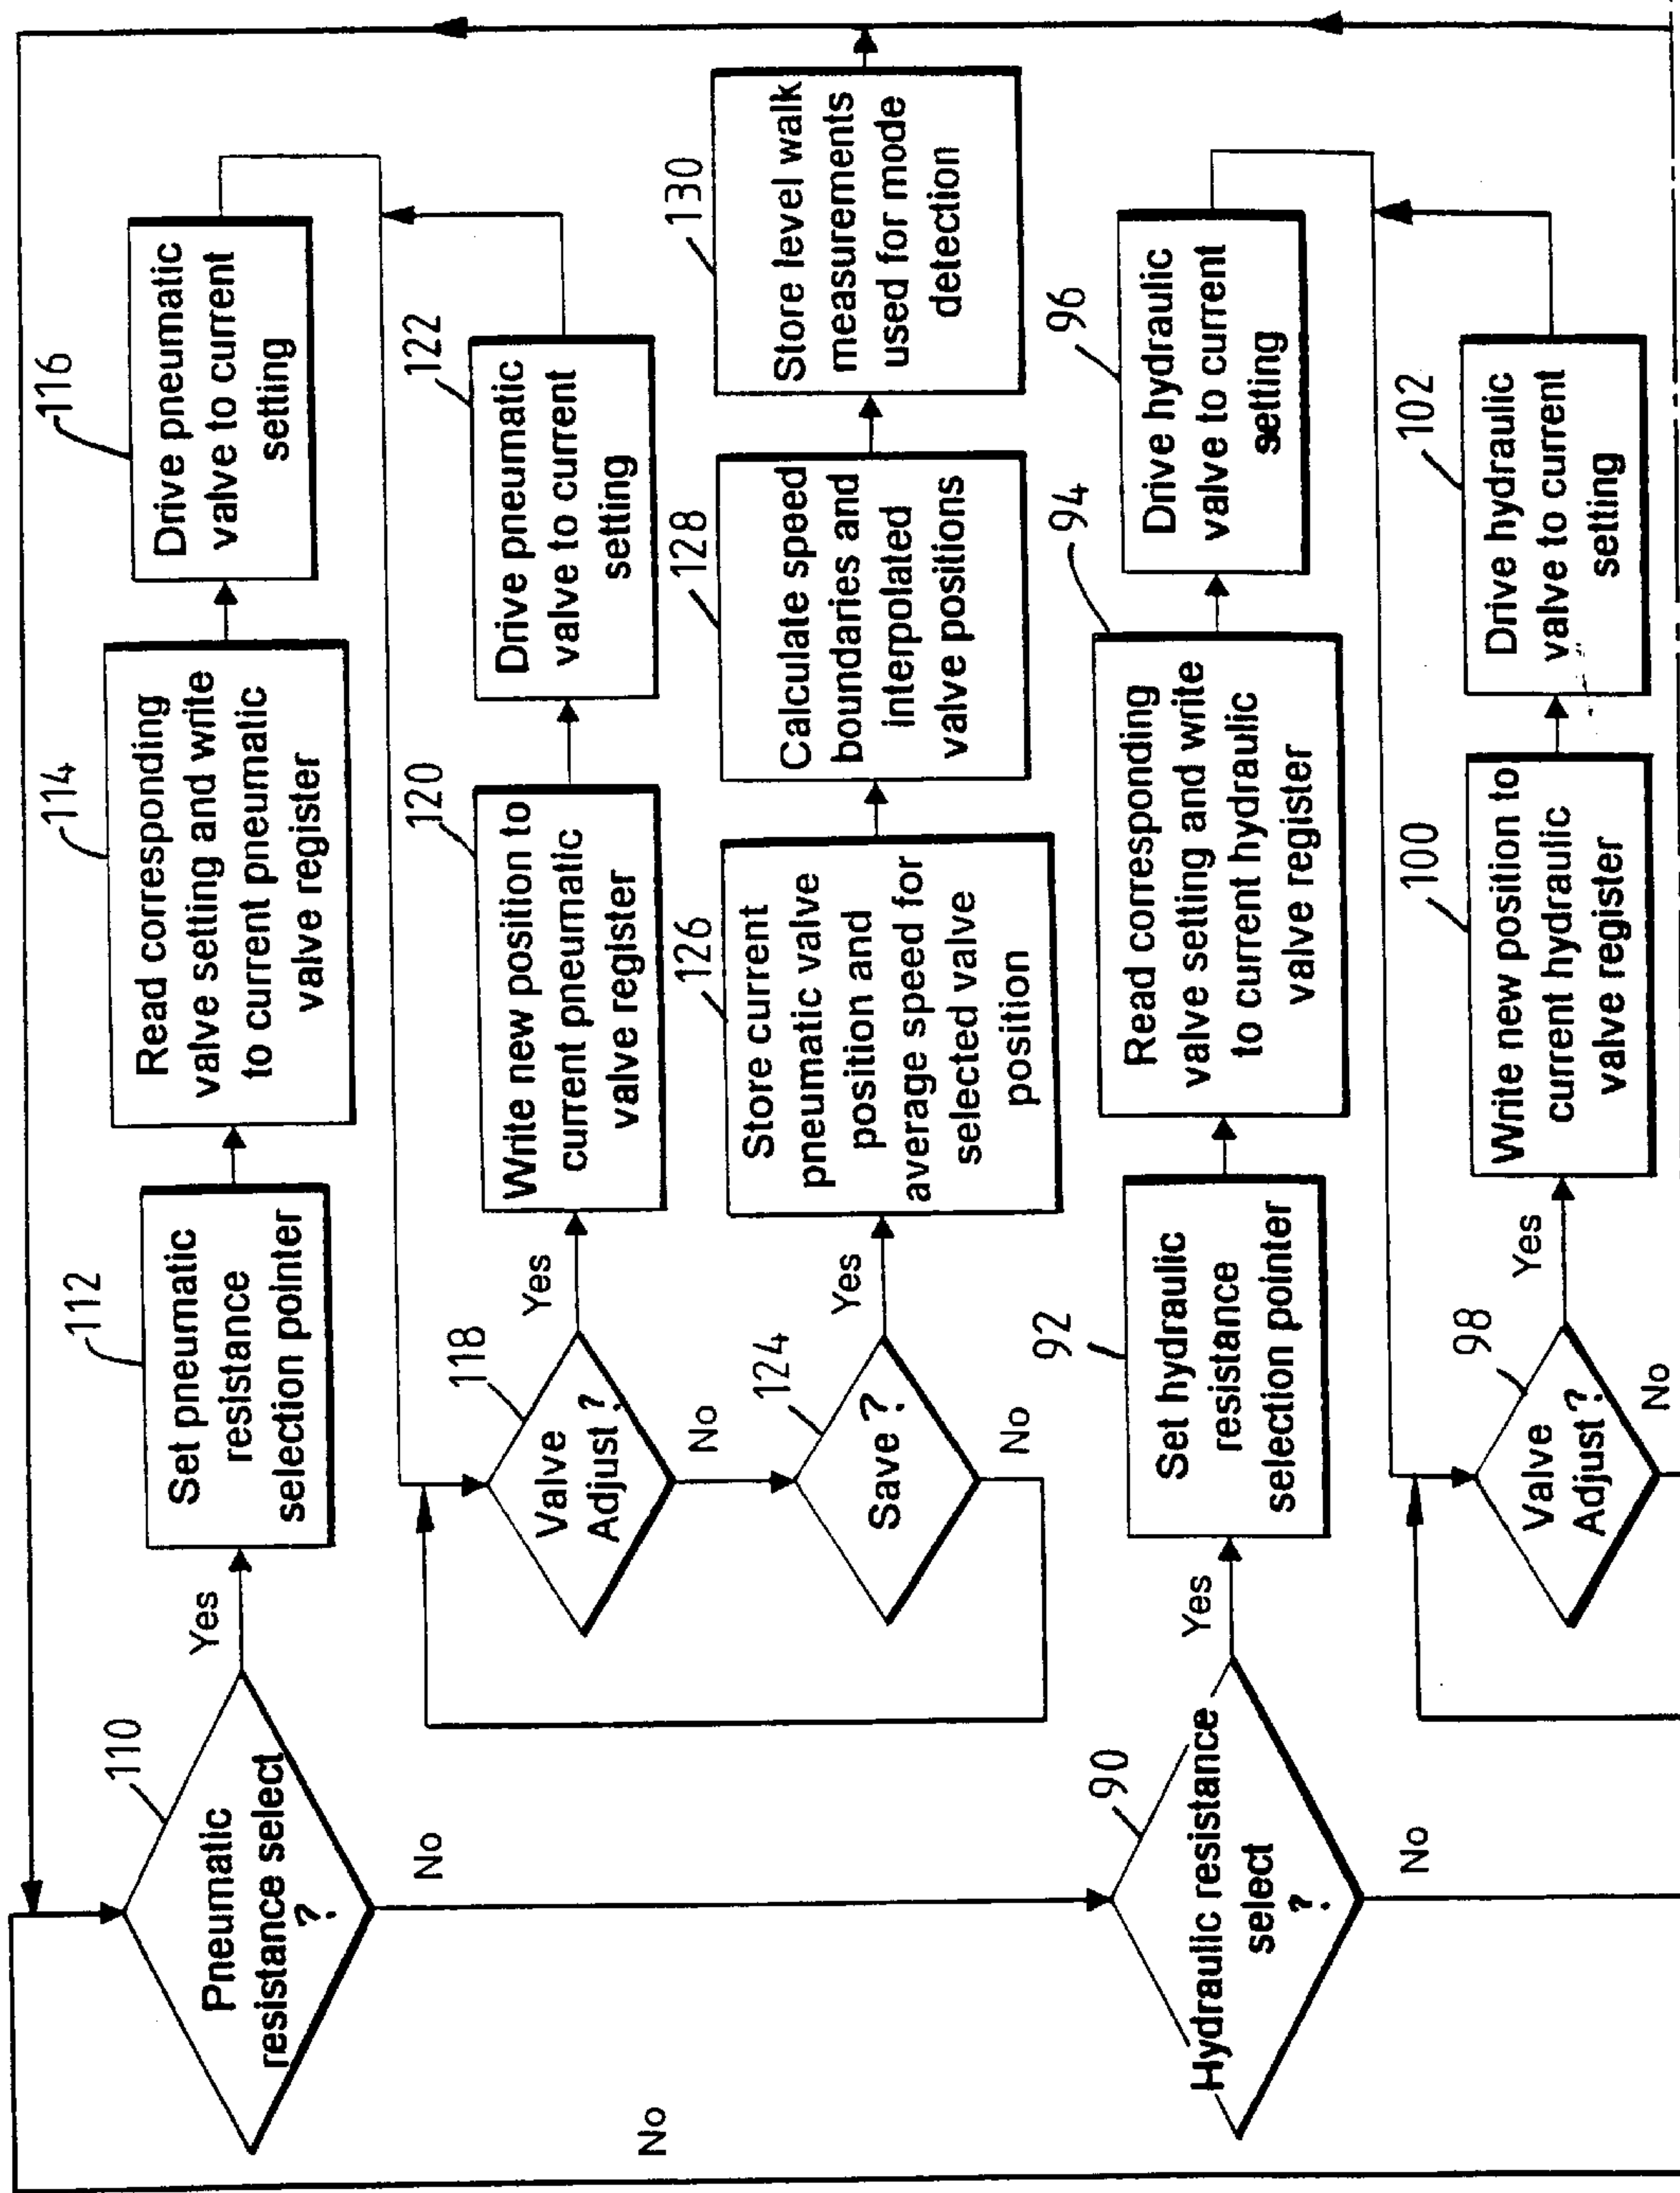 110
Pneumatic
resistance select
?
Yes
No
112
Set pneumatic
resistance
selection pointer
114
Read corresponding
valve setting and write
to current pneumatic
valve register
116
Drive pneumatic
valve to current
setting
118
Valve
Adjust ?
Yes
No
120
Write new position to
current pneumatic
valve register
122
Drive pneumatic
valve to current
setting
124
Save ?
Yes
No
126
Store current
pneumatic valve
position and
average speed for
selected valve
position
128
Calculate speed
boundaries and
interpolated
valve positions
130
Store level walk
measurements
used for mode
detection
No
90
Hydraulic resistance
select
?
Yes
No
92
Set hydraulic
resistance
selection pointer
94
Read corresponding
valve setting and write
to current hydraulic
valve register
96
Drive hydraulic
valve to current
setting
98
Valve
Adjust ?
Yes
No
100
Write new position to
current hydraulic
valve register
102
Drive hydraulic
valve to current
setting